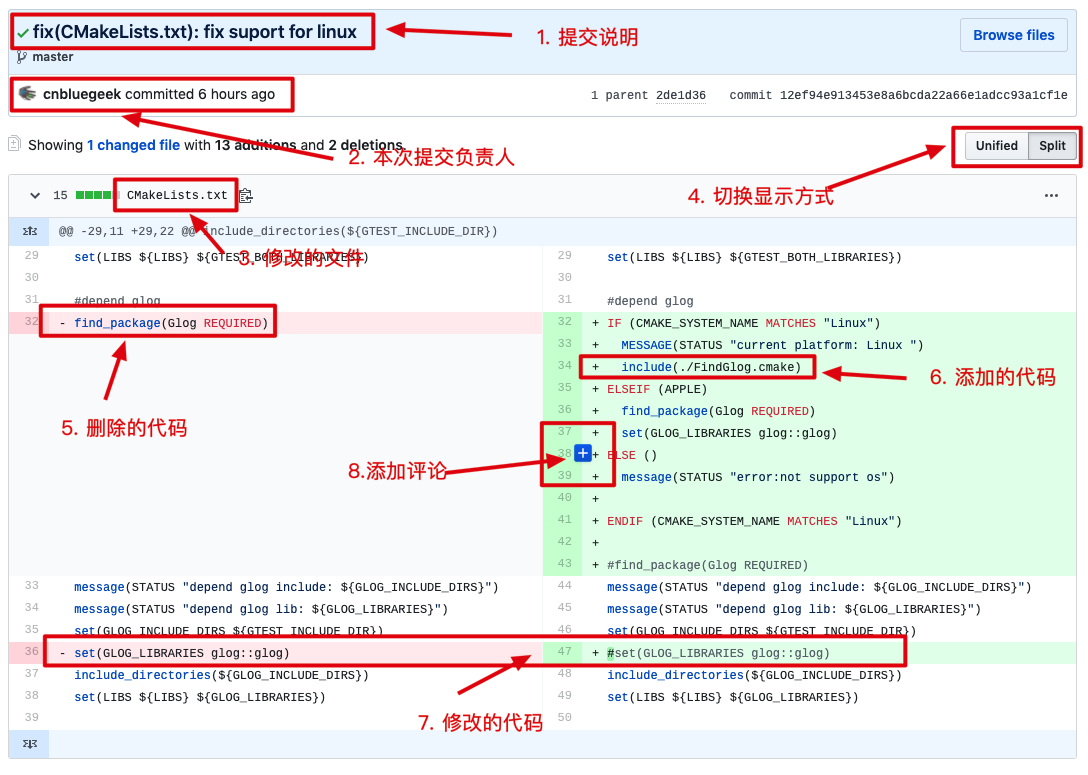 fix(CMakeLists.txt): fix suport for linux
1. 提交说明
Browse files
master
cnbluegeek committed 6 hours ago
1 parent 2de1d36 commit 12ef94e913453e8a6bcda22a66e1adcc93a1cf1e
Showing 1 changed file with 13 additions and 2 deletions.
2. 本次提交负责人
Unified Split
4. 切换显示方式
15 CMakeLists.txt
@@ -29,11 +29,22 @@ include_directories(${GTEST_INCLUDE_DIR})
3. 修改的文件
29 set(LIBS ${LIBS} ${GTEST_BOTH_LIBRARIES}) 29 set(LIBS ${LIBS} ${GTEST_BOTH_LIBRARIES})
30 30
31 #depend glog 31 #depend glog
32 - find_package(Glog REQUIRED) 32 + IF (CMAKE_SYSTEM_NAME MATCHES "Linux")
33 + MESSAGE(STATUS "current platform: Linux ")
34 + include(./FindGlog.cmake)
6. 添加的代码
35 + ELSEIF (APPLE)
36 + find_package(Glog REQUIRED)
5. 删除的代码
37 + set(GLOG_LIBRARIES glog::glog)
38 + ELSE ()
8.添加评论
39 + message(STATUS "error:not support os")
40 +
41 + ENDIF (CMAKE_SYSTEM_NAME MATCHES "Linux")
42 +
43 + #find_package(Glog REQUIRED)
33 message(STATUS "depend glog include: ${GLOG_INCLUDE_DIRS}") 44 message(STATUS "depend glog include: ${GLOG_INCLUDE_DIRS}")
34 message(STATUS "depend glog lib: ${GLOG_LIBRARIES}") 45 message(STATUS "depend glog lib: ${GLOG_LIBRARIES}")
35 set(GLOG_INCLUDE_DIRS ${GTEST_INCLUDE_DIR}) 46 set(GLOG_INCLUDE_DIRS ${GTEST_INCLUDE_DIR})
36 - set(GLOG_LIBRARIES glog::glog) 47 + #set(GLOG_LIBRARIES glog::glog)
37 include_directories(${GLOG_INCLUDE_DIRS}) 48 include_directories(${GLOG_INCLUDE_DIRS})
38 set(LIBS ${LIBS} ${GLOG_LIBRARIES}) 49 set(LIBS ${LIBS} ${GLOG_LIBRARIES})
39 50
7. 修改的代码